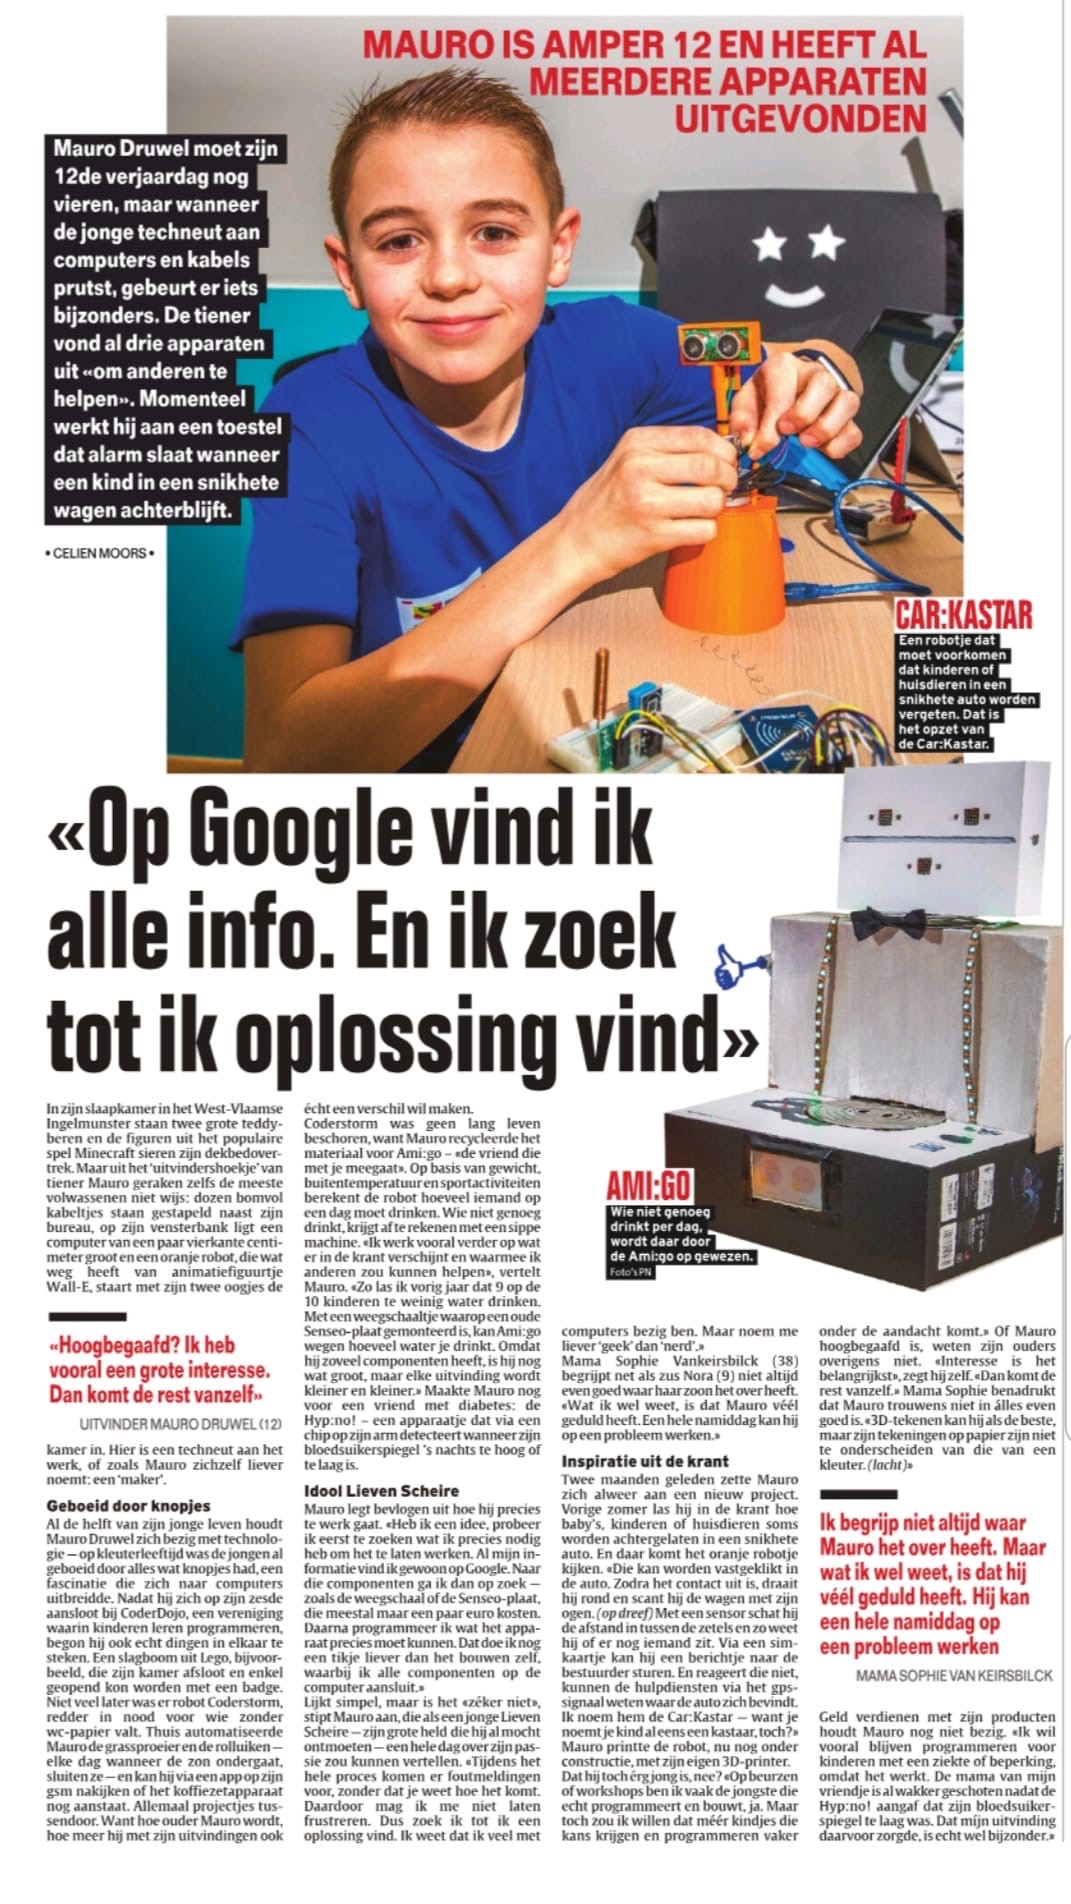 MAURO IS AMPER 12 EN HEEFT AL
MEERDERE APPARATEN
UITGEVONDEN
Mauro Druwel moet zijn
12de verjaardag nog
vieren, maar wanneer
de jonge techneut aan
computers en kabels
prutst, gebeurt er iets
bijzonders. De tiener
vond al drie apparaten
uit «om anderen te
helpen». Momenteel
werkt hij aan een toestel
dat alarm slaat wanneer
een kind in een snikhete
wagen achterblijft.
• CELIEN MOORS •
CAR:KASTAR
Een robotje dat
moet voorkomen
dat kinderen of
huisdieren in een
snikhete auto worden
vergeten. Dat is
het opzet van
de Car:Kastar.
«Op Google vind ik
alle info. En ik zoek
tot ik oplossing vind»
AMI:GO
Wie niet genoeg
drinkt per dag,
wordt daar door
de Ami:go op gewezen.
Foto's PN
In zijn slaapkamer in het West-Vlaamse
Ingelmunster staan twee grote teddy-
beren en de figuren uit het populaire
spel Minecraft sieren zijn dekbedover-
trek. Maar uit het 'uitvindershoekje' van
tiener Mauro geraken zelfs de meeste
volwassenen niet wijs: dozen bomvol
kabeltjes staan gestapeld naast zijn
bureau, op zijn vensterbank ligt een
computer van een paar vierkante centi-
meter groot en een oranje robot, die wat
weg heeft van animatiefiguurtje
Wall-E, staart met zijn twee oogjes de
«Hoogbegaafd? Ik heb
vooral een grote interesse.
Dan komt de rest vanzelf»
UITVINDER MAURO DRUWEL (12)
kamer in. Hier is een techneut aan het
werk, of zoals Mauro zichzelf liever
noemt: een 'maker'.
Geboeid door knopjes
Al de helft van zijn jonge leven houdt
Mauro Druwel zich bezig met technolo-
gie — op kleuterleeftijd was de jongen al
geboeid door alles wat knopjes had, een
fascinatie die zich naar computers
uitbreidde. Nadat hij zich op zijn zesde
aansloot bij CoderDojo, een vereniging
waarin kinderen leren programmeren,
begon hij ook echt dingen in elkaar te
steken. Een slagboom uit Lego, bijvoor-
beeld, die zijn kamer afsloot en enkel
geopend kon worden met een badge.
Niet veel later was er robot Coderstorm,
redder in nood voor wie zonder
wc-papier valt. Thuis automatiseerde
Mauro de grassproeier en de rolluiken —
elke dag wanneer de zon ondergaat,
sluiten ze — en kan hij via een app op zijn
gsm nakijken of het koffiezetapparaat
nog aanstaat. Allemaal projectjes tus-
sendoor. Want hoe ouder Mauro wordt,
hoe meer hij met zijn uitvindingen ook
écht een verschil wil maken.
Coderstorm was geen lang leven
beschoren, want Mauro recycleerde het
materiaal voor Ami:go – «de vriend die
met je meegaat». Op basis van gewicht,
buitentemperatuur en sportactiviteiten
berekent de robot hoeveel iemand op
een dag moet drinken. Wie niet genoeg
drinkt, krijgt af te rekenen met een sippe
machine. «Ik werk vooral verder op wat
er in de krant verschijnt en waarmee ik
anderen zou kunnen helpen», vertelt
Mauro. «Zo las ik vorig jaar dat 9 op de
10 kinderen te weinig water drinken.
Met een weegschaaltje waarop een oude
Senseo-plaat gemonteerd is, kan Ami:go
wegen hoeveel water je drinkt. Omdat
hij zoveel componenten heeft, is hij nog
wat groot, maar elke uitvinding wordt
kleiner en kleiner.» Maakte Mauro nog
voor een vriend met diabetes: de
Hyp:no! – een apparaatje dat via een
chip op zijn arm detecteert wanneer zijn
bloedsuikerspiegel 's nachts te hoog of
te laag is.
Idool Lieven Scheire
Mauro legt bevlogen uit hoe hij precies
te werk gaat. «Heb ik een idee, probeer
ik eerst te zoeken wat ik precies nodig
heb om het te laten werken. Al mijn in-
formatie vind ik gewoon op Google. Naar
die componenten ga ik dan op zoek —
zoals de weegschaal of de Senseo-plaat,
die meestal maar een paar euro kosten.
Daarna programmeer ik wat het appa-
raat precies moet kunnen. Dat doe ik nog
een tikje liever dan het bouwen zelf,
waarbij ik alle componenten op de
computer aansluit.»
Lijkt simpel, maar is het «zéker niet»,
stipt Mauro aan, die als een jonge Lieven
Scheire — zijn grote held die hij al mocht
ontmoeten — een hele dag over zijn pas-
sie zou kunnen vertellen. «Tijdens het
hele proces komen er foutmeldingen
voor, zonder dat je weet hoe het komt.
Daardoor mag ik me niet laten
frustreren. Dus zoek ik tot ik een
oplossing vind. Ik weet dat ik veel met
computers bezig ben. Maar noem me
liever 'geek' dan 'nerd'.»
Mama Sophie Vankeirsbilck (38)
begrijpt net als zus Nora (9) niet altijd
even goed waar haar zoon het over heeft.
«Wat ik wel weet, is dat Mauro véél
geduld heeft. Een hele namiddag kan hij
op een probleem werken.»
Inspiratie uit de krant
Twee maanden geleden zette Mauro
zich alweer aan een nieuw project.
Vorige zomer las hij in de krant hoe
baby's, kinderen of huisdieren soms
worden achtergelaten in een snikhete
auto. En daar komt het oranje robotje
kijken. «Die kan worden vastgeklikt in
de auto. Zodra het contact uit is, draait
hij rond en scant hij de wagen met zijn
ogen. (op dreef) Met een sensor schat hij
de afstand in tussen de zetels en zo weet
hij of er nog iemand zit. Via een sim-
kaartje kan hij een berichtje naar de
bestuurder sturen. En reageert die niet,
kunnen de hulpdiensten via het gps-
signaal weten waar de auto zich bevindt.
Ik noem hem de Car:Kastar — want je
noemt je kind al eens een kastaar, toch?»
Mauro printte de robot, nu nog onder
constructie, met zijn eigen 3D-printer.
Dat hij toch érg jong is, nee? «Op beurzen
of workshops ben ik vaak de jongste die
echt programmeert en bouwt, ja. Maar
toch zou ik willen dat méér kindjes die
kans krijgen en programmeren vaker
onder de aandacht komt.» Of Mauro
hoogbegaafd is, weten zijn ouders
overigens niet. «Interesse is het
belangrijkst», zegt hij zelf. «Dan komt de
rest vanzelf.» Mama Sophie benadrukt
dat Mauro trouwens niet in álles even
goed is. «3D-tekenen kan hij als de beste,
maar zijn tekeningen op papier zijn niet
te onderscheiden van die van een
kleuter. (lacht)»
Ik begrijp niet altijd waar
Mauro het over heeft. Maar
wat ik wel weet, is dat hij
véél geduld heeft. Hij kan
een hele namiddag op
een probleem werken
MAMA SOPHIE VAN KEIRSBILCK
Geld verdienen met zijn producten
houdt Mauro nog niet bezig. «Ik wil
vooral blijven programmeren voor
kinderen met een ziekte of beperking,
omdat het werkt. De mama van mijn
vriendje is al wakker geschoten nadat de
Hyp:no! aangaf dat zijn bloedsuiker-
spiegel te laag was. Dat mijn uitvinding
daarvoor zorgde, is echt wel bijzonder.»